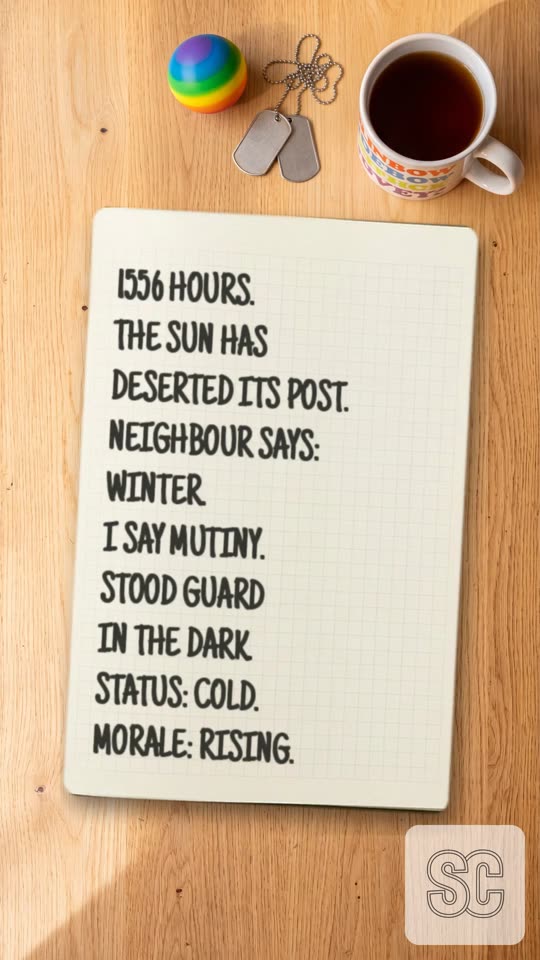 1556 HOURS.
THE SUN HAS
DESERTED ITS POST.
NEIGHBOUR SAYS:
WINTER.
I SAY MUTINY.
STOOD GUARD
IN THE DARK.
STATUS: COLD.
MORALE: RISING.
SC